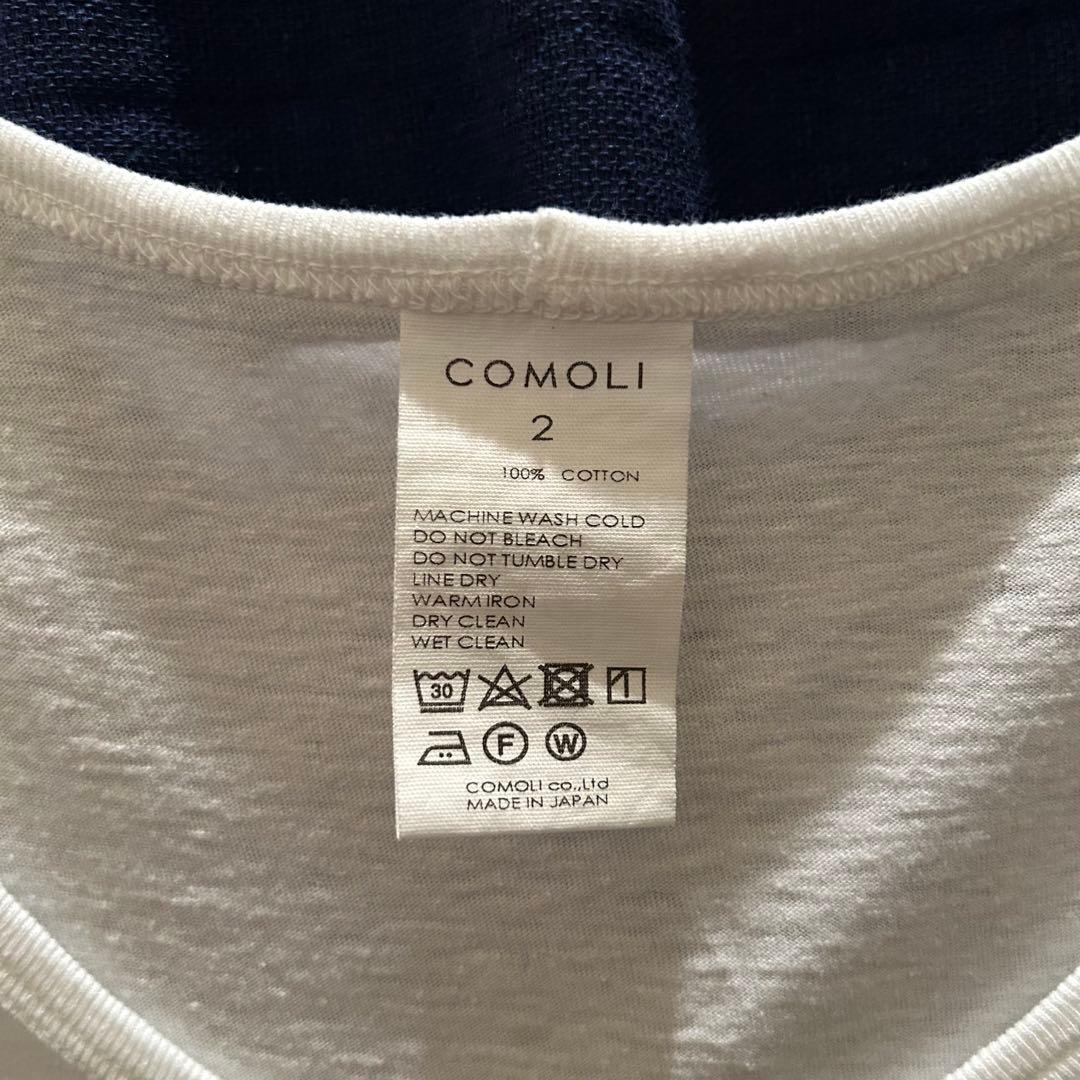 COMOLI
2
100% COTTON
MACHINE WASH COLD
DO NOT BLEACH
DO NOT TUMBLE DRY
LINE DRY
WARM IRON
DRY CLEAN
WET CLEAN
30
F W
COMOLI co.,Ltd
MADE IN JAPAN